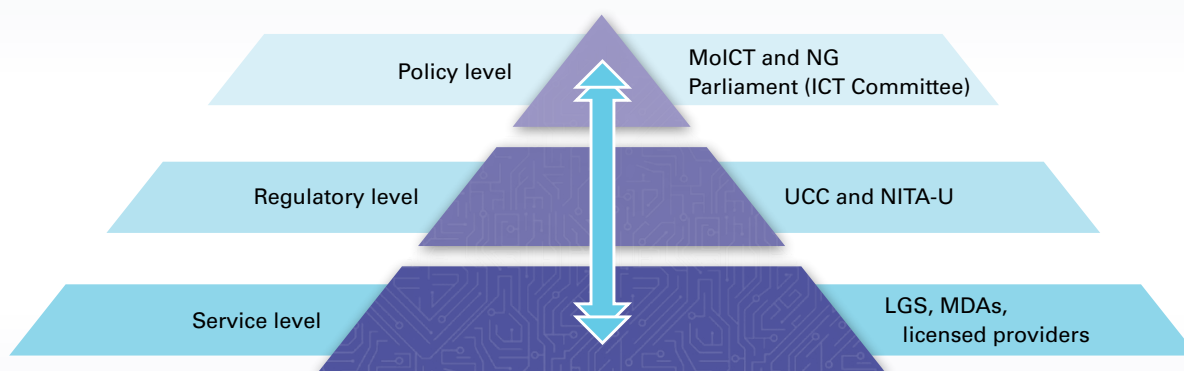 Policy level
MoICT and NG
Parliament (ICT Committee)
Regulatory level
UCC and NITA-U
Service level
LGS, MDAs,
licensed providers